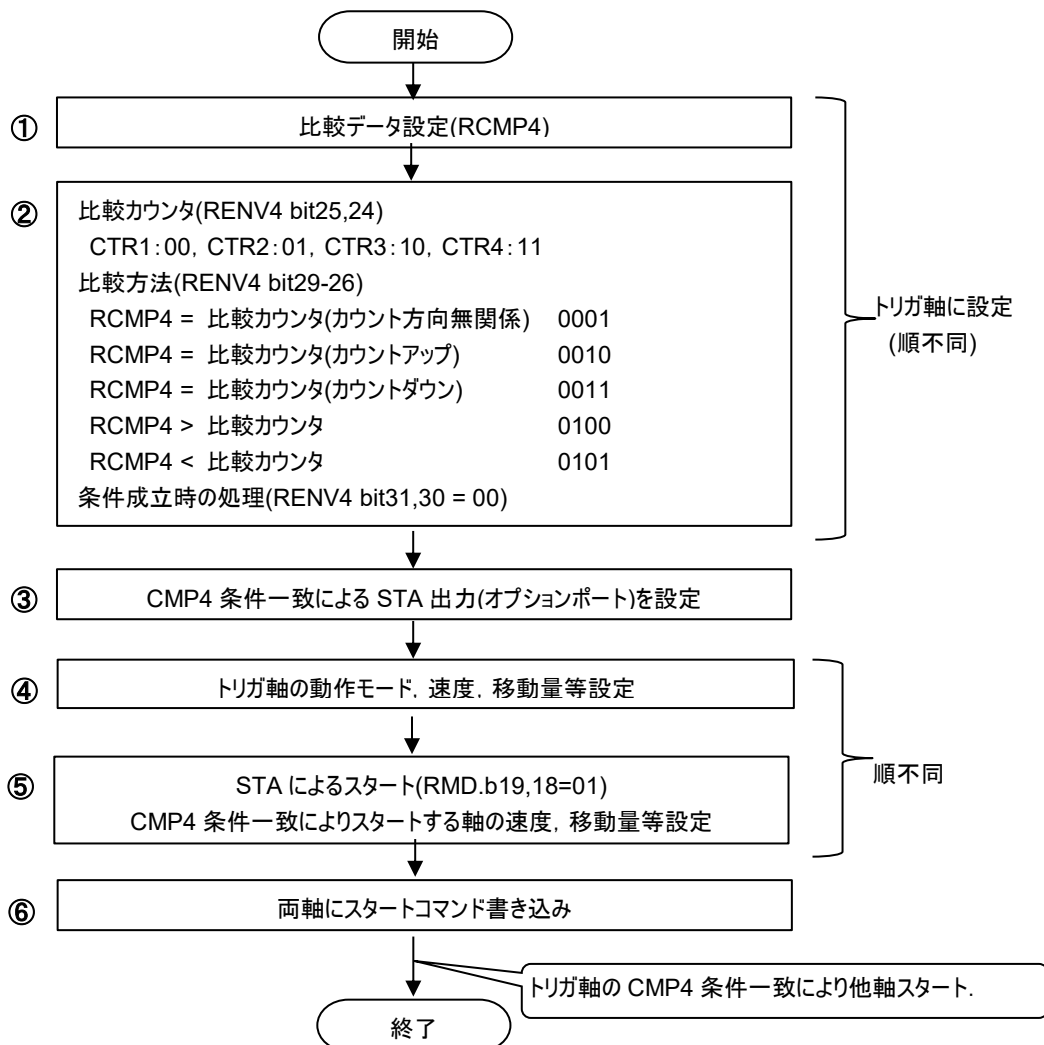 開始
① 比較データ設定(RCMP4)
② 比較カウンタ(RENV4 bit25,24)
CTR1:00, CTR2:01, CTR3:10, CTR4:11
比較方法(RENV4 bit29-26)
RCMP4 = 比較カウンタ(カウント方向無関係) 0001
RCMP4 = 比較カウンタ(カウントアップ) 0010
RCMP4 = 比較カウンタ(カウントダウン) 0011
RCMP4 > 比較カウンタ 0100
RCMP4 < 比較カウンタ 0101
条件成立時の処理(RENV4 bit31,30 = 00)
トリガ軸に設定
(順不同)
③ CMP4 条件一致による STA 出力(オプションポート)を設定
④ トリガ軸の動作モード, 速度, 移動量等設定
⑤ STA によるスタート(RMD.b19,18=01)
CMP4 条件一致によりスタートする軸の速度, 移動量等設定
順不同
⑥ 両軸にスタートコマンド書き込み
トリガ軸の CMP4 条件一致により他軸スタート.
終了